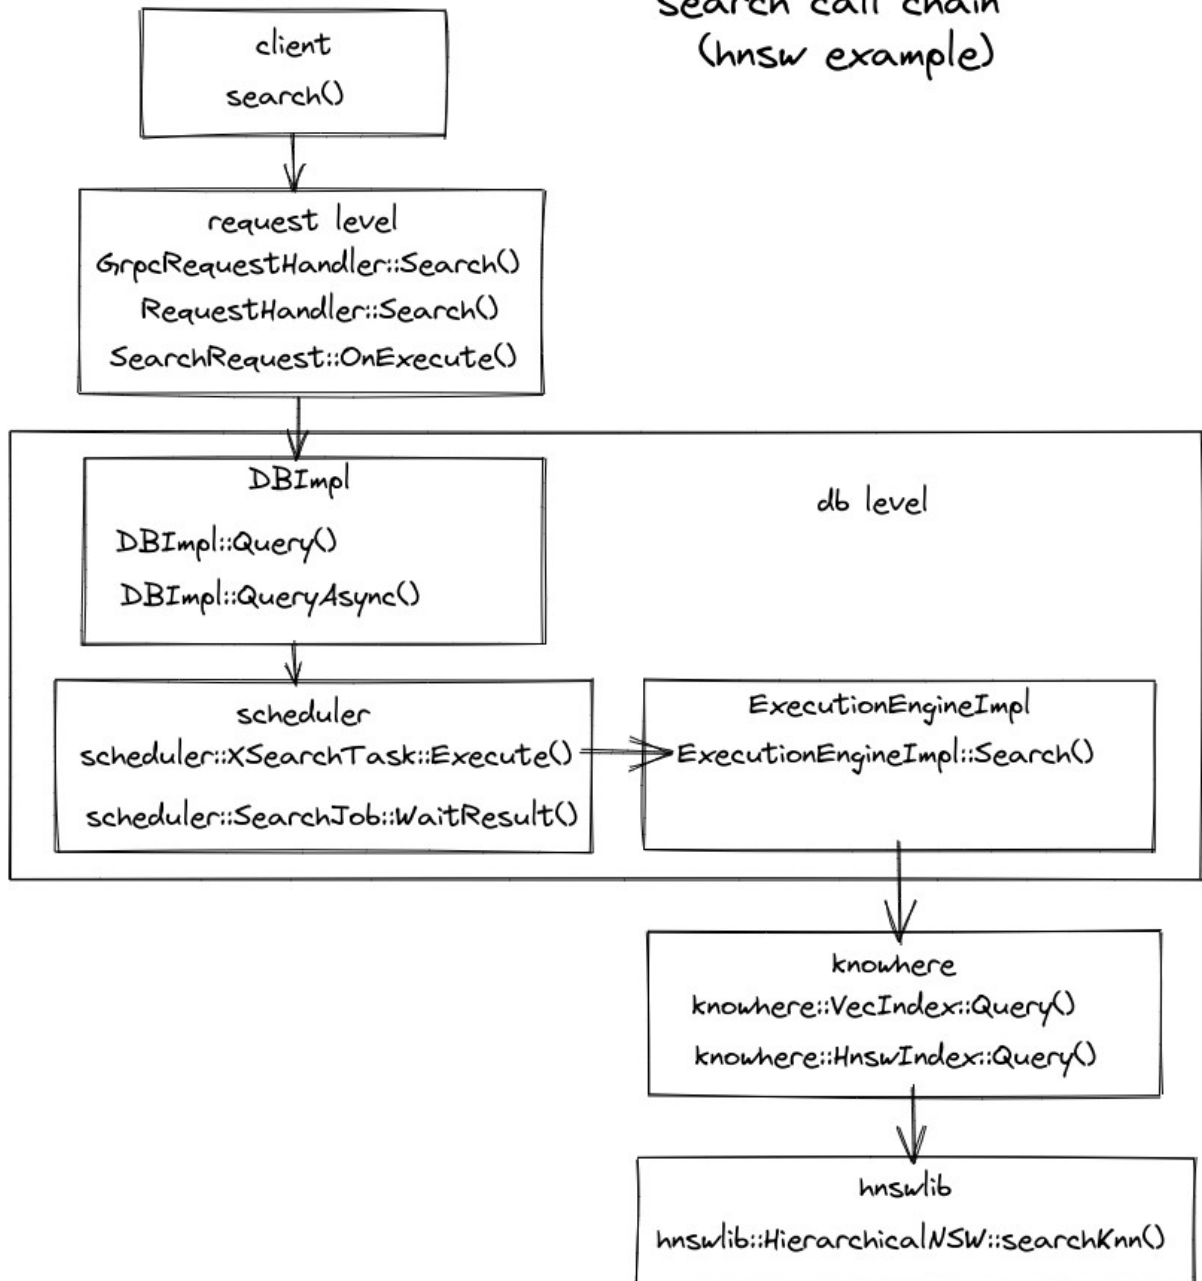 search call chain
(hnsw example)
client
search()
request level
GrpcRequestHandler::Search()
RequestHandler::Search()
SearchRequest::OnExecute()
DBImpl
DBImpl::Query()
DBImpl::QueryAsync()
db level
scheduler
scheduler::XSearchTask::Execute()
scheduler::SearchJob::WaitResult()
ExecutionEngineImpl
ExecutionEngineImpl::Search()
knowhere
knowhere::VecIndex::Query()
knowhere::HnswIndex::Query()
hnswlib
hnswlib::HierarchicalNSW::searchKnn()